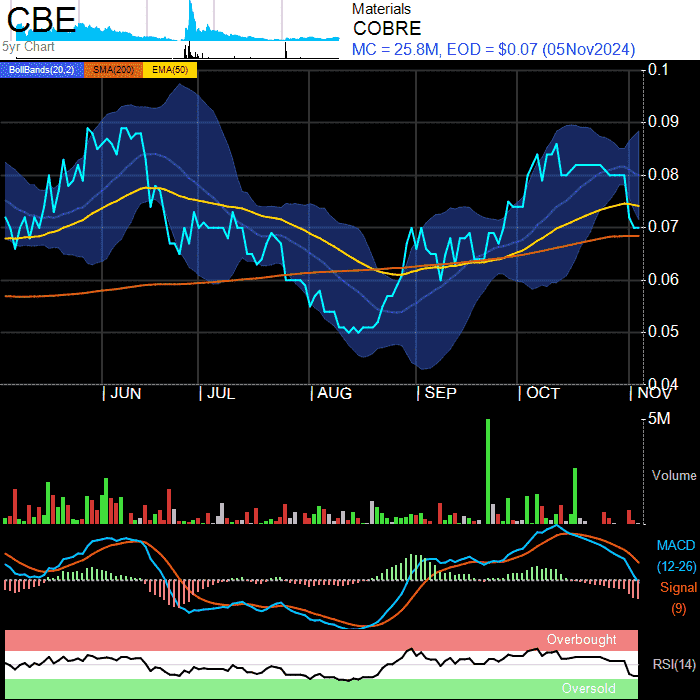 CBE
5yr Chart
Materials
COBRE
MC = 25.8M, EOD = $0.07 (05Nov2024)
BollBands(20,2) SMA(200) EMA(50)
0.1
0.09
0.08
0.07
0.06
0.05
0.04
JUN JUL AUG SEP OCT NOV
5M
Volume
MACD
(12-26)
Signal
(9)
Overbought
RSI(14)
Oversold